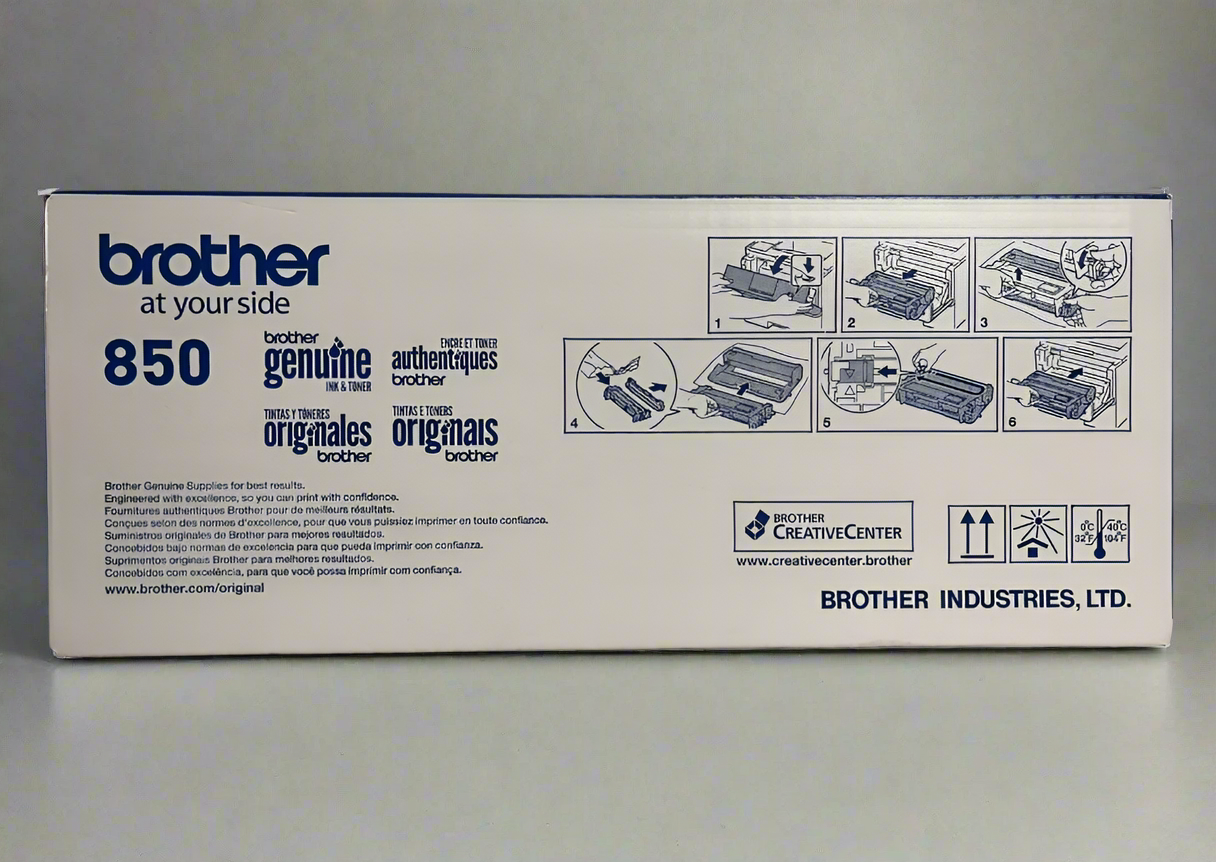 brother
at your side
850
brother
genuine
INK & TONER
ENCRE ET TONER
authentiques
brother
TINTAS Y TÓNERES
originales
brother
TINTAS E TONERS
originais
brother
1
2
3
4
5
6
Brother Genuine Supplies for best results.
Engineered with excellence, so you can print with confidence.
Fournitures authentiques Brother pour de meilleurs résultats.
Conçues selon des normes d'excellence, pour que vous puissiez imprimer en toute confiance.
Suministros originales de Brother para mejores resultados.
Concebidos bajo normas de excelencia para que pueda imprimir con confianza.
Suprimentos originais Brother para melhores resultados.
Concebidos com excelência, para que você possa imprimir com confiança.
www.brother.com/original
BROTHER
CREATIVECENTER
www.creativecenter.brother
0°C 40°C
32°F 104°F
BROTHER INDUSTRIES, LTD.